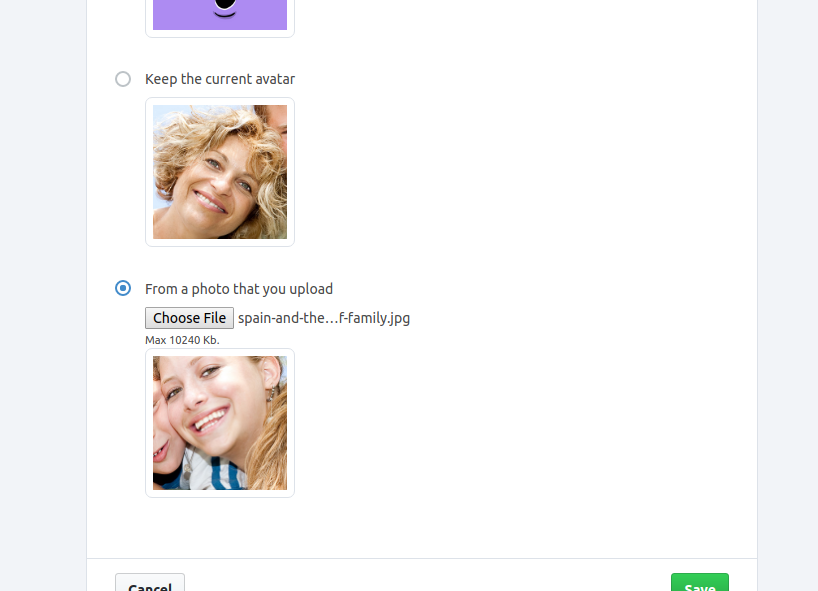 Keep the current avatar
From a photo that you upload
Choose File spain-and-the…f-family.jpg
Max 10240 Kb.
Cancel Save